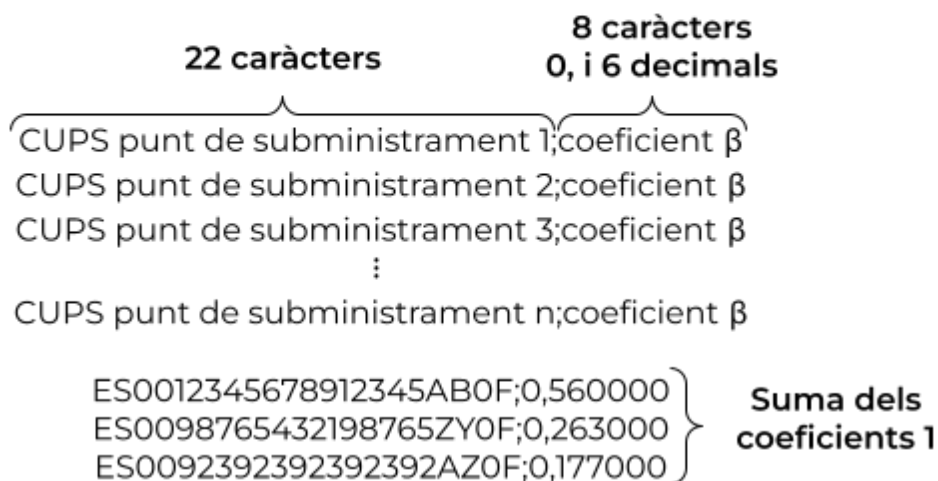 22 caràcters
8 caràcters
0, i 6 decimals
CUPS punt de subministrament 1;coeficient β
CUPS punt de subministrament 2;coeficient β
CUPS punt de subministrament 3;coeficient β
⋮
CUPS punt de subministrament n;coeficient β
ES0012345678912345AB0F;0,560000
ES0098765432198765ZY0F;0,263000
ES0092392392392392AZ0F;0,177000
Suma dels
coeficients 1